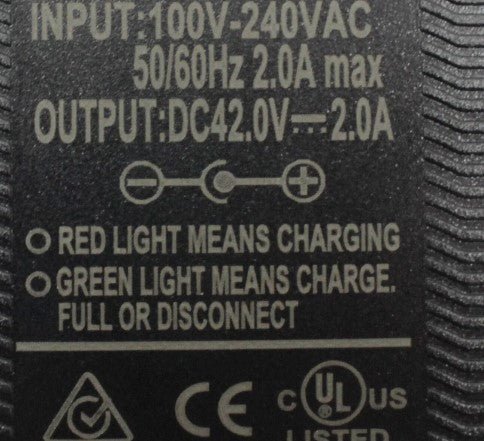 INPUT:100V-240VAC
50/60Hz 2.0A max
OUTPUT:DC42.0V⎓2.0A
RED LIGHT MEANS CHARGING
GREEN LIGHT MEANS CHARGE.
FULL OR DISCONNECT
CE C UL US
LISTED